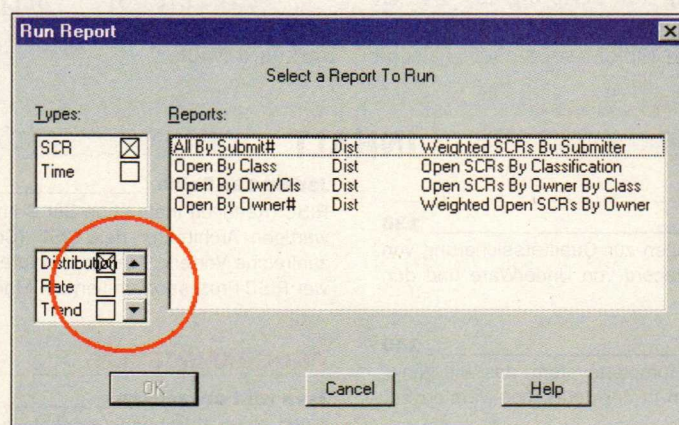 Run Report
Select a Report To Run
Types:
Reports:
SCR
Time
All By Submit# Dist Weighted SCRs By Submitter
Open By Class Dist Open SCRs By Classification
Open By Own/Cls Dist Open SCRs By Owner By Class
Open By Owner# Dist Weighted Open SCRs By Owner
Distribution
Rate
Trend
OK
Cancel
Help